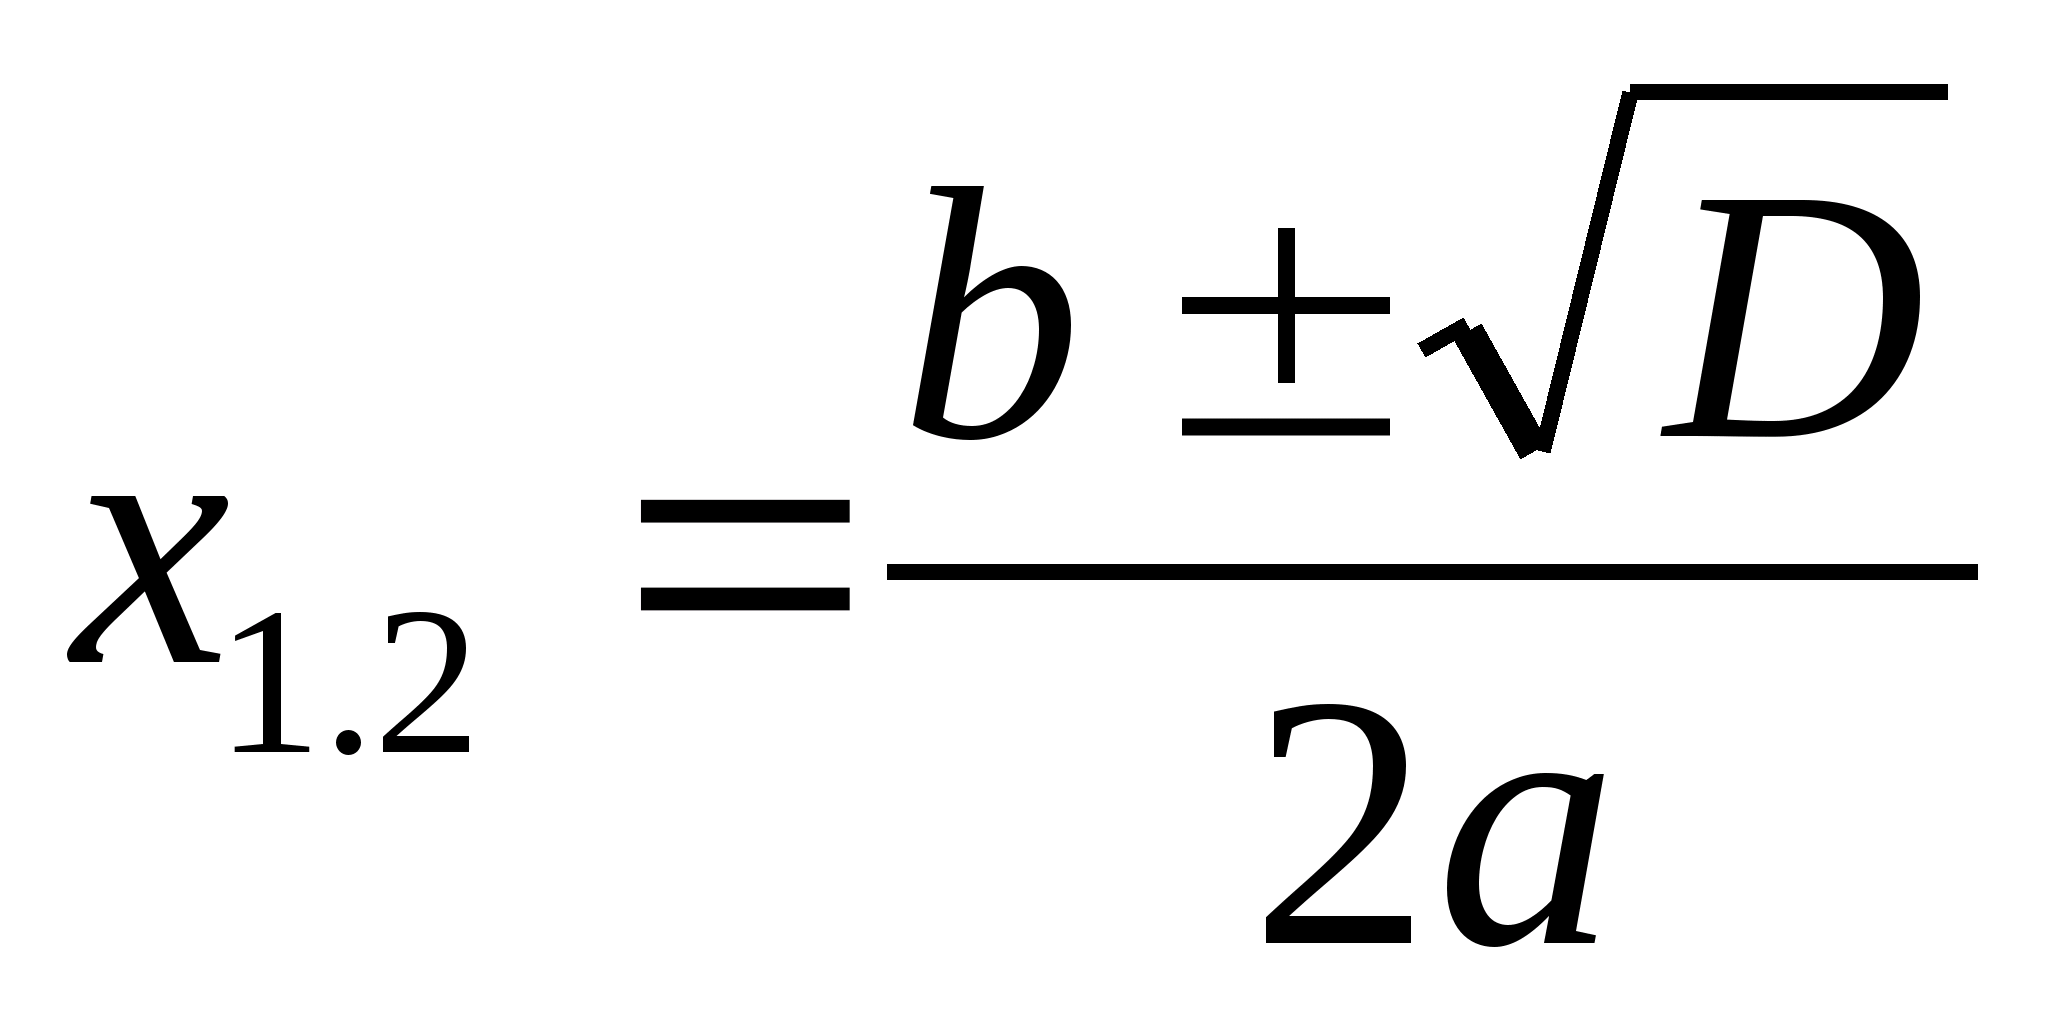 x₁.₂ = (b ± √D) / 2a